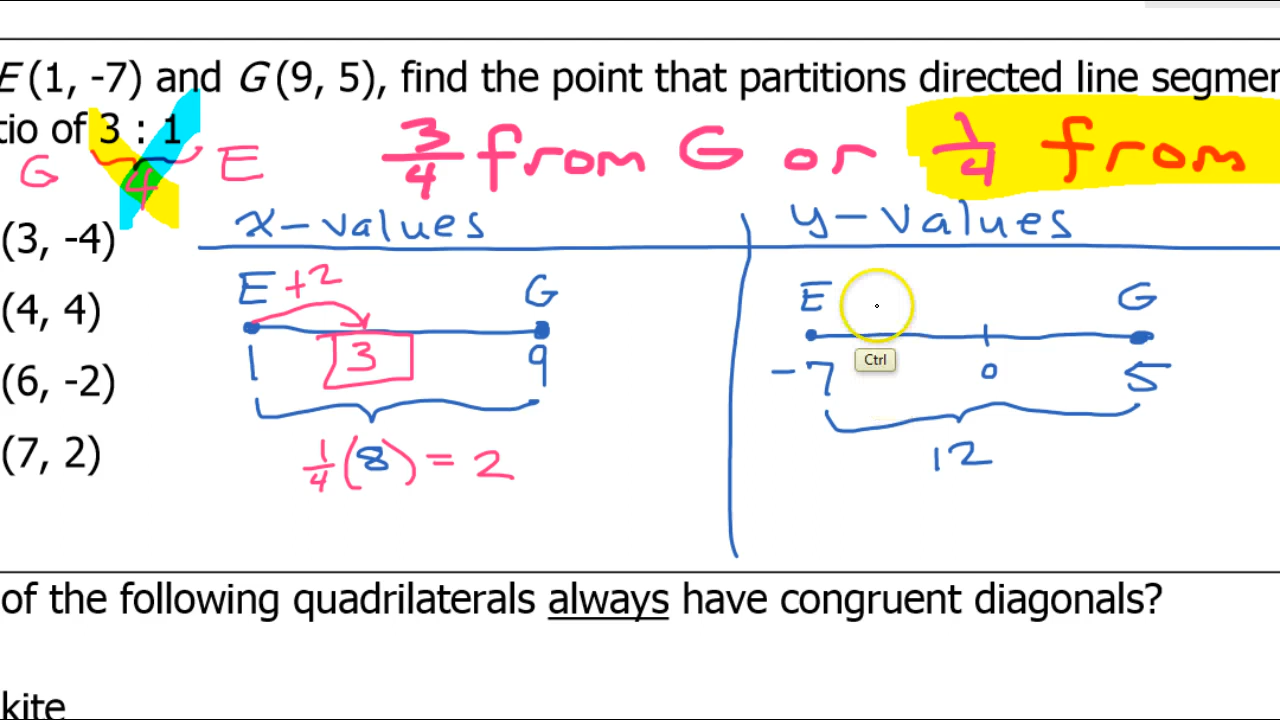 E (1, -7) and G (9, 5), find the point that partitions directed line segmen
tio of 3 : 1
G 4 E 3/4 from G or 1/4 from
(3, -4)
(4, 4)
(6, -2)
(7, 2)
x-values
E +2 G
1 3 9
1/4 (8) = 2
y-values
E G
Ctrl
-7 0 5
12
of the following quadrilaterals always have congruent diagonals?
kite